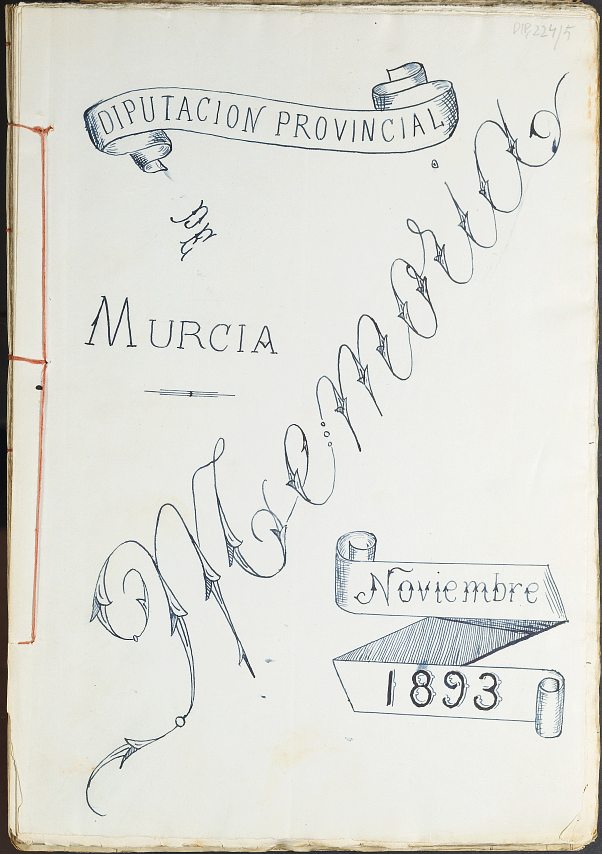 DIP,224/5
DIPUTACION PROVINCIAL
DE
MURCIA
Memoria
Noviembre
1893